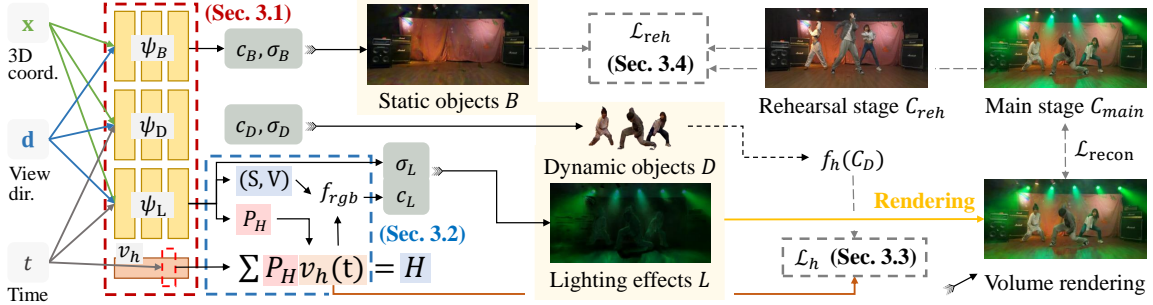 (Sec. 3.1)
x
3D
coord.
d
View
dir.
t
Time
ψ_B
ψ_D
ψ_L
v_h
c_B, σ_B
c_D, σ_D
(S, V)
P_H
f_rgb
σ_L
c_L
(Sec. 3.2)
∑ P_H v_h(t) = H
Static objects B
Dynamic objects D
Lighting effects L
L_reh
(Sec. 3.4)
Rehearsal stage C_reh
Main stage C_main
f_h(C_D)
L_recon
Rendering
L_h (Sec. 3.3)
Volume rendering